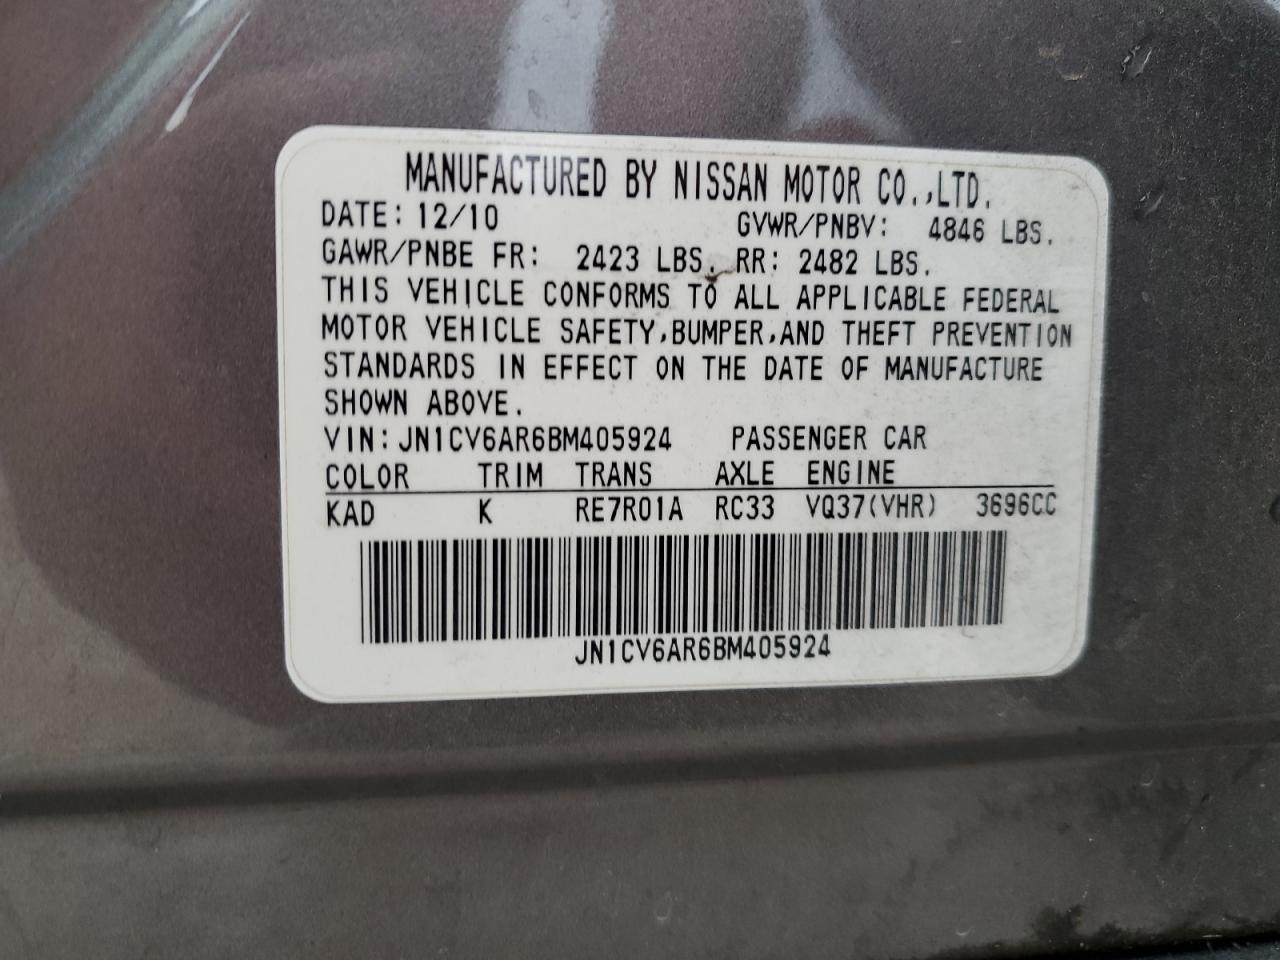 MANUFACTURED BY NISSAN MOTOR CO.,LTD.
DATE: 12/10 GVWR/PNBV: 4846 LBS.
GAWR/PNBE FR: 2423 LBS. RR: 2482 LBS.
THIS VEHICLE CONFORMS TO ALL APPLICABLE FEDERAL
MOTOR VEHICLE SAFETY,BUMPER,AND THEFT PREVENTION
STANDARDS IN EFFECT ON THE DATE OF MANUFACTURE
SHOWN ABOVE.
VIN:JN1CV6AR6BM405924 PASSENGER CAR
COLOR TRIM TRANS AXLE ENGINE
KAD K RE7R01A RC33 VQ37(VHR) 3696CC
JN1CV6AR6BM405924